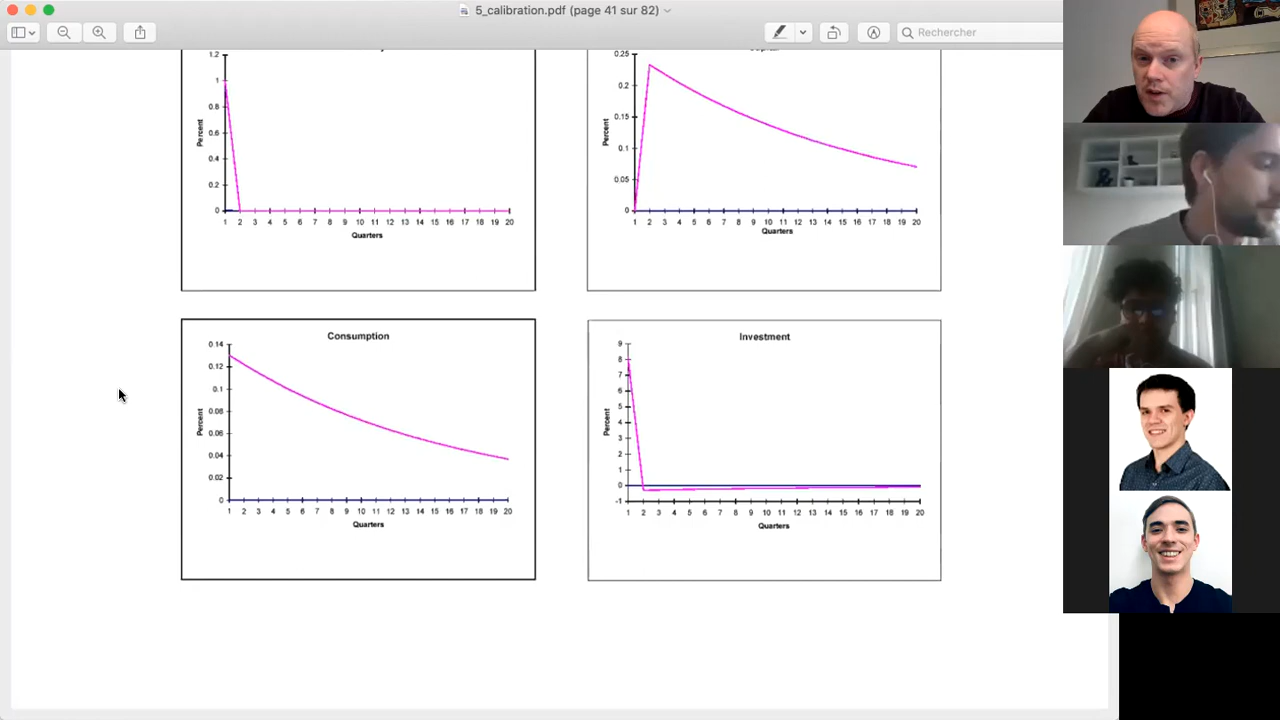 5_calibration.pdf (page 41 sur 82)
Rechercher
1.2
1
0.8
0.6
0.4
0.2
0
Percent
1 2 3 4 5 6 7 8 9 10 11 12 13 14 15 16 17 18 19 20
Quarters
0.25
0.2
0.15
0.1
0.05
0
Percent
1 2 3 4 5 6 7 8 9 10 11 12 13 14 15 16 17 18 19 20
Quarters
Consumption
0.14
0.12
0.1
0.08
0.06
0.04
0.02
0
Percent
1 2 3 4 5 6 7 8 9 10 11 12 13 14 15 16 17 18 19 20
Quarters
Investment
9
8
7
6
5
4
3
2
1
0
-1
Percent
1 2 3 4 5 6 7 8 9 10 11 12 13 14 15 16 17 18 19 20
Quarters